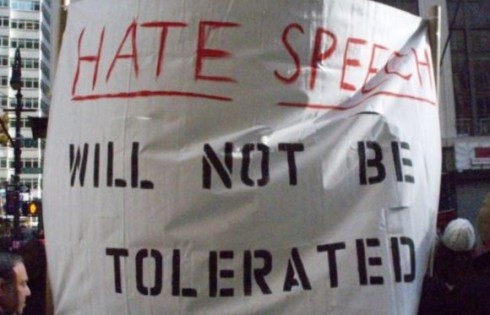 HATE SPEECH
WILL NOT BE
TOLERATED